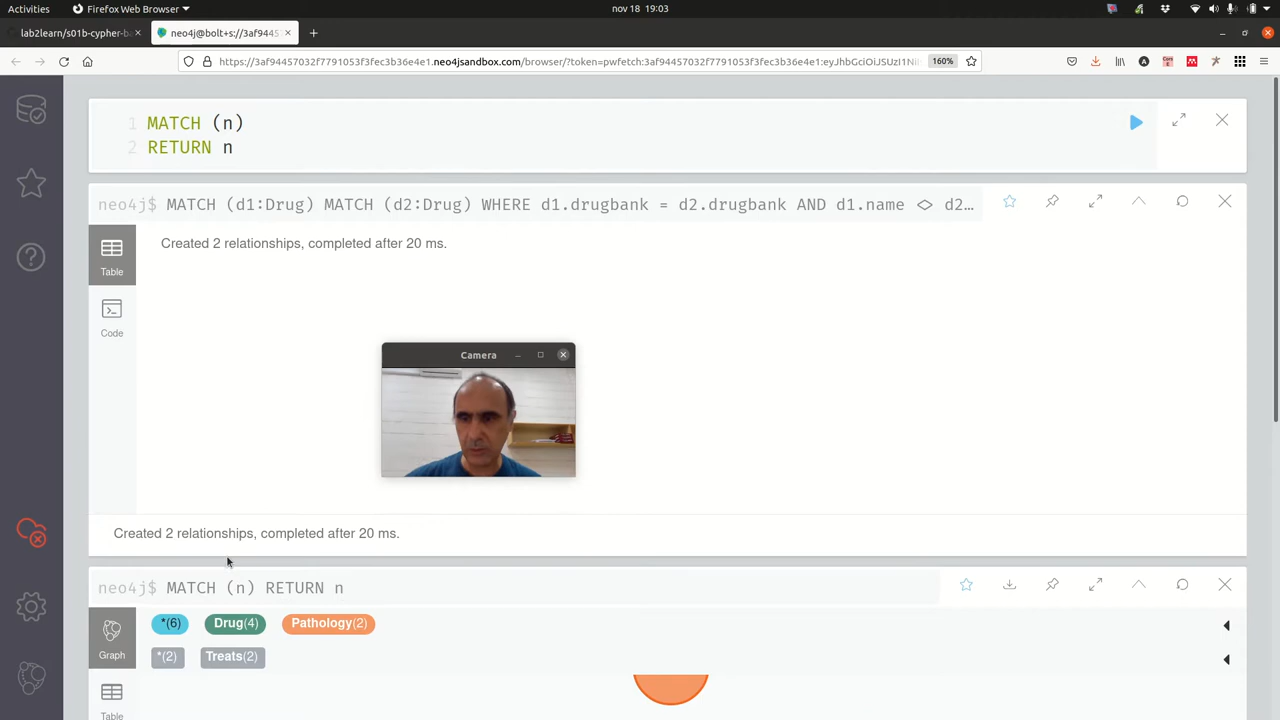 Activities
Firefox Web Browser
nov 18 19:03
lab2learn/s01b-cypher-ba
neo4j@bolt+s://3af9445
https://3af94457032f7791053f3fec3b36e4e1.neo4jsandbox.com/browser/?token=pwfetch:3af94457032f7791053f3fec3b36e4e1:eyJhbGciOiJSUzI1Ni
160%
1 MATCH (n)
2 RETURN n
neo4j$ MATCH (d1:Drug) MATCH (d2:Drug) WHERE d1.drugbank = d2.drugbank AND d1.name <> d2…
Table
Created 2 relationships, completed after 20 ms.
Code
Camera
Created 2 relationships, completed after 20 ms.
neo4j$ MATCH (n) RETURN n
Graph
*(6) Drug(4) Pathology(2)
*(2) Treats(2)
Table